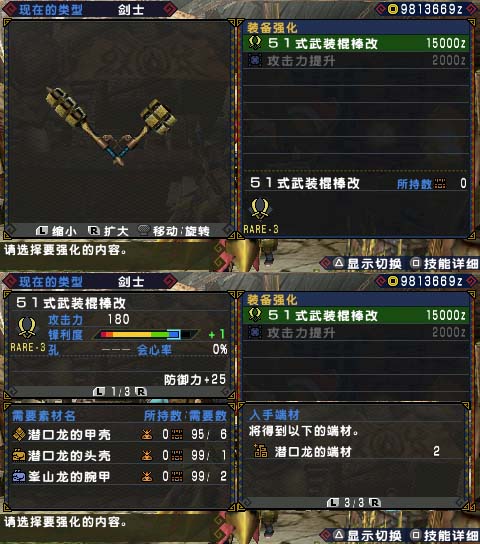 现在的类型 剑士
9813669z
装备强化
51式武装棍棒改 15000z
攻击力提升 2000z
51式武装棍棒改 所持数 0
RARE-3
L 缩小 R 扩大 移动/旋转
请选择要强化的内容。
△显示切换 □技能详细
现在的类型 剑士
9813669z
51式武装棍棒改
攻击力 180
锋利度 +1
RARE-3
孔 --- 会心率 0%
防御力+25
L 1/3 R
装备强化
51式武装棍棒改 15000z
攻击力提升 2000z
需要素材名 所持数/需要数
潜口龙的甲壳 0 95/ 6
潜口龙的头壳 0 99/ 1
峯山龙的腕甲 0 99/ 2
入手端材
将得到以下的端材。
潜口龙的端材 2
L 3/3 R
请选择要强化的内容。
△显示切换 □技能详细